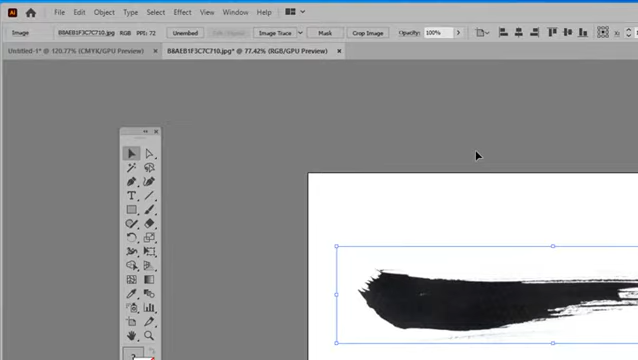 Ai File Edit Object Type Select Effect View Window Help
Image B8AEB1F3C7C710.jpg RGB PPI: 72 Unembed Image Trace Mask Crop Image Opacity: 100%
Untitled-1* @ 120.77% (CMYK/GPU Preview) × B8AEB1F3C7C710.jpg* @ 77.42% (RGB/GPU Preview) ×